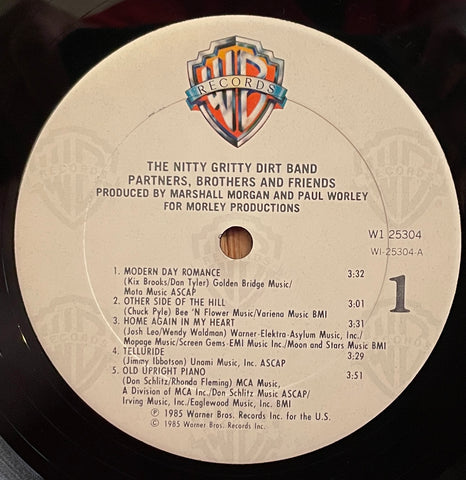 WB
RECORDS
THE NITTY GRITTY DIRT BAND
PARTNERS, BROTHERS AND FRIENDS
PRODUCED BY MARSHALL MORGAN AND PAUL WORLEY
FOR MORLEY PRODUCTIONS
W1 25304
WI-25304-A
1
1. MODERN DAY ROMANCE 3:32
(Kix Brooks/Dan Tyler) Golden Bridge Music/
Mota Music ASCAP
2. OTHER SIDE OF THE HILL 3:01
(Chuck Pyle) Bee 'N Flower Music/Variena Music BMI
3. HOME AGAIN IN MY HEART 3:31
(Josh Leo/Wendy Waldman) Warner-Elektra-Asylum Music, Inc./
Mopage Music/Screen Gems-EMI Music Inc./Moon and Stars Music BMI
4. TELLURIDE 3:29
(Jimmy Ibbotson) Unami Music, Inc. ASCAP
5. OLD UPRIGHT PIANO 3:51
(Don Schlitz/Rhonda Fleming) MCA Music,
A Division of MCA Inc./Don Schlitz Music ASCAP/
Irving Music, Inc./Eaglewood Music, Inc. BMI
℗ 1985 Warner Bros. Records Inc. for the U.S.
© 1985 Warner Bros. Records Inc.